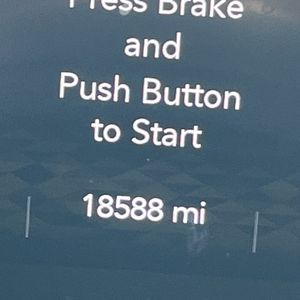 Press Brake
and
Push Button
to Start
18588 mi